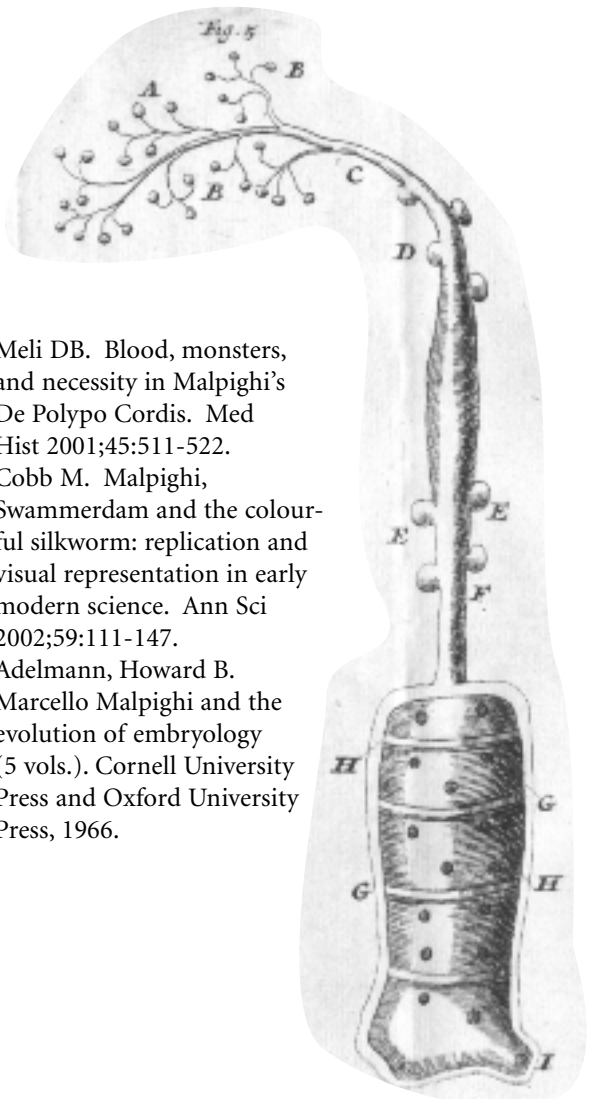 Fig. 5
B
A
B
C
D
E
E
F
H
G
G
H
I
Meli DB. Blood, monsters,
and necessity in Malpighi’s
De Polypo Cordis. Med
Hist 2001;45:511-522.
Cobb M. Malpighi,
Swammerdam and the colour-
ful silkworm: replication and
visual representation in early
modern science. Ann Sci
2002;59:111-147.
Adelmann, Howard B.
Marcello Malpighi and the
evolution of embryology
(5 vols.). Cornell University
Press and Oxford University
Press, 1966.